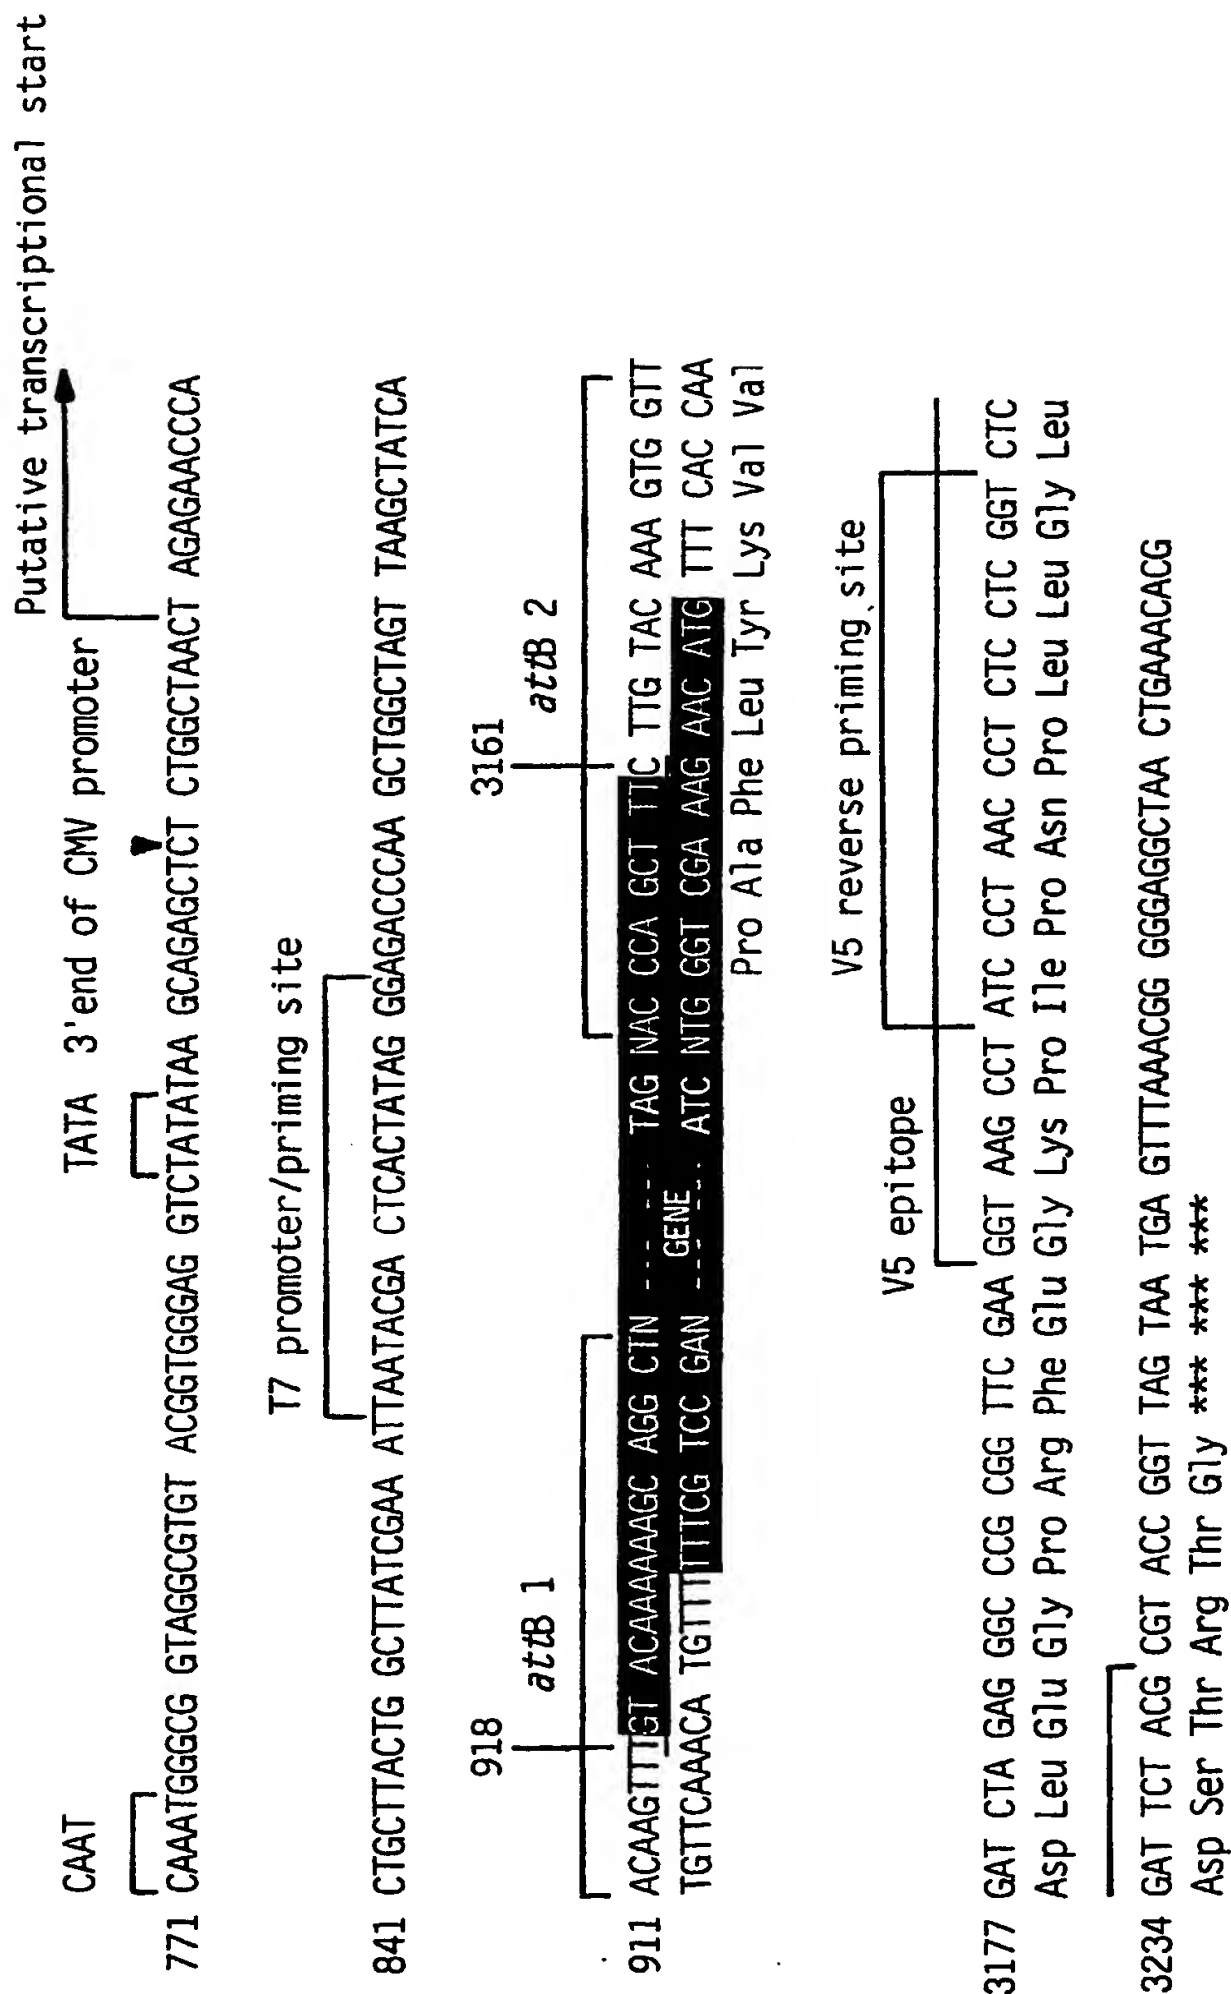 Putative transcriptional start
CAAT TATA 3'end of CMV promoter
771 CAAATGGGCG GTAGGCGTGT ACGGTGGGAG GTCTATATAA GCAGAGCTCT CTGGCTAACT AGAGAACCCA
T7 promoter/priming site
841 CTGCTTACTG GCTTATCGAA ATTAATACGA CTCACTATAG GGAGACCCAA GCTGGCTAGT TAAGCTATCA
918 3161
attB 1 attB 2
911 ACAAGTTTGT ACAAAAAAGC AGG CTN --- --- --- TAG NAC CCA GCT TTC TTG TAC AAA GTG GTT
GENE
TGTTCAAACA TGTTTTTTCG TCC GAN --- --- --- ATC NTG GGT CGA AAG AAC ATG TTT CAC CAA
Pro Ala Phe Leu Tyr Lys Val Val
V5 reverse priming site
V5 epitope
3177 GAT CTA GAG GGC CCG CGG TTC GAA GGT AAG CCT ATC CCT AAC CCT CTC CTC GGT CTC
Asp Leu Glu Gly Pro Arg Phe Glu Gly Lys Pro Ile Pro Asn Pro Leu Leu Gly Leu
3234 GAT TCT ACG CGT ACC GGT TAG TAA TGA GTTTAAACGG GGGAGGCTAA CTGAAACACG
Asp Ser Thr Arg Thr Gly *** *** ***